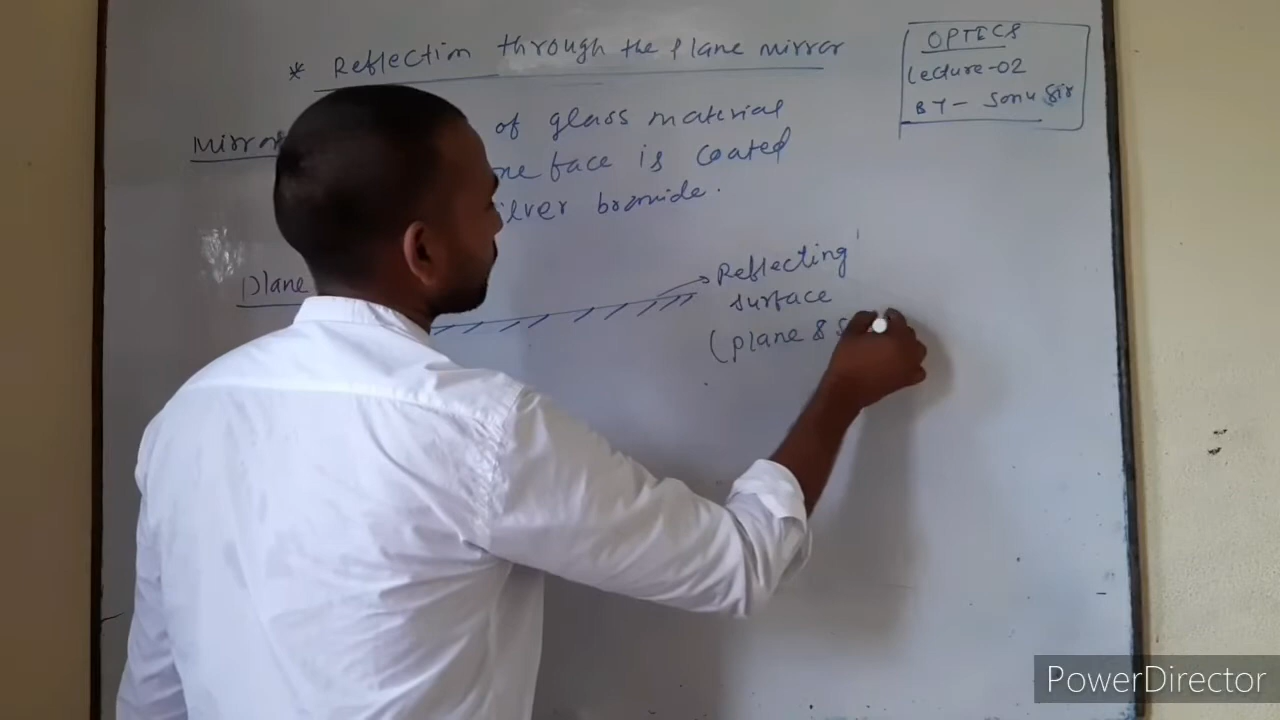 * Reflection through the Plane mirror
OPTICS
Lecture-02
BY - Sonu Sir
Mirror
of glass material
face is coated
bromide.
Plane
Reflecting
surface
(plane &
PowerDirector